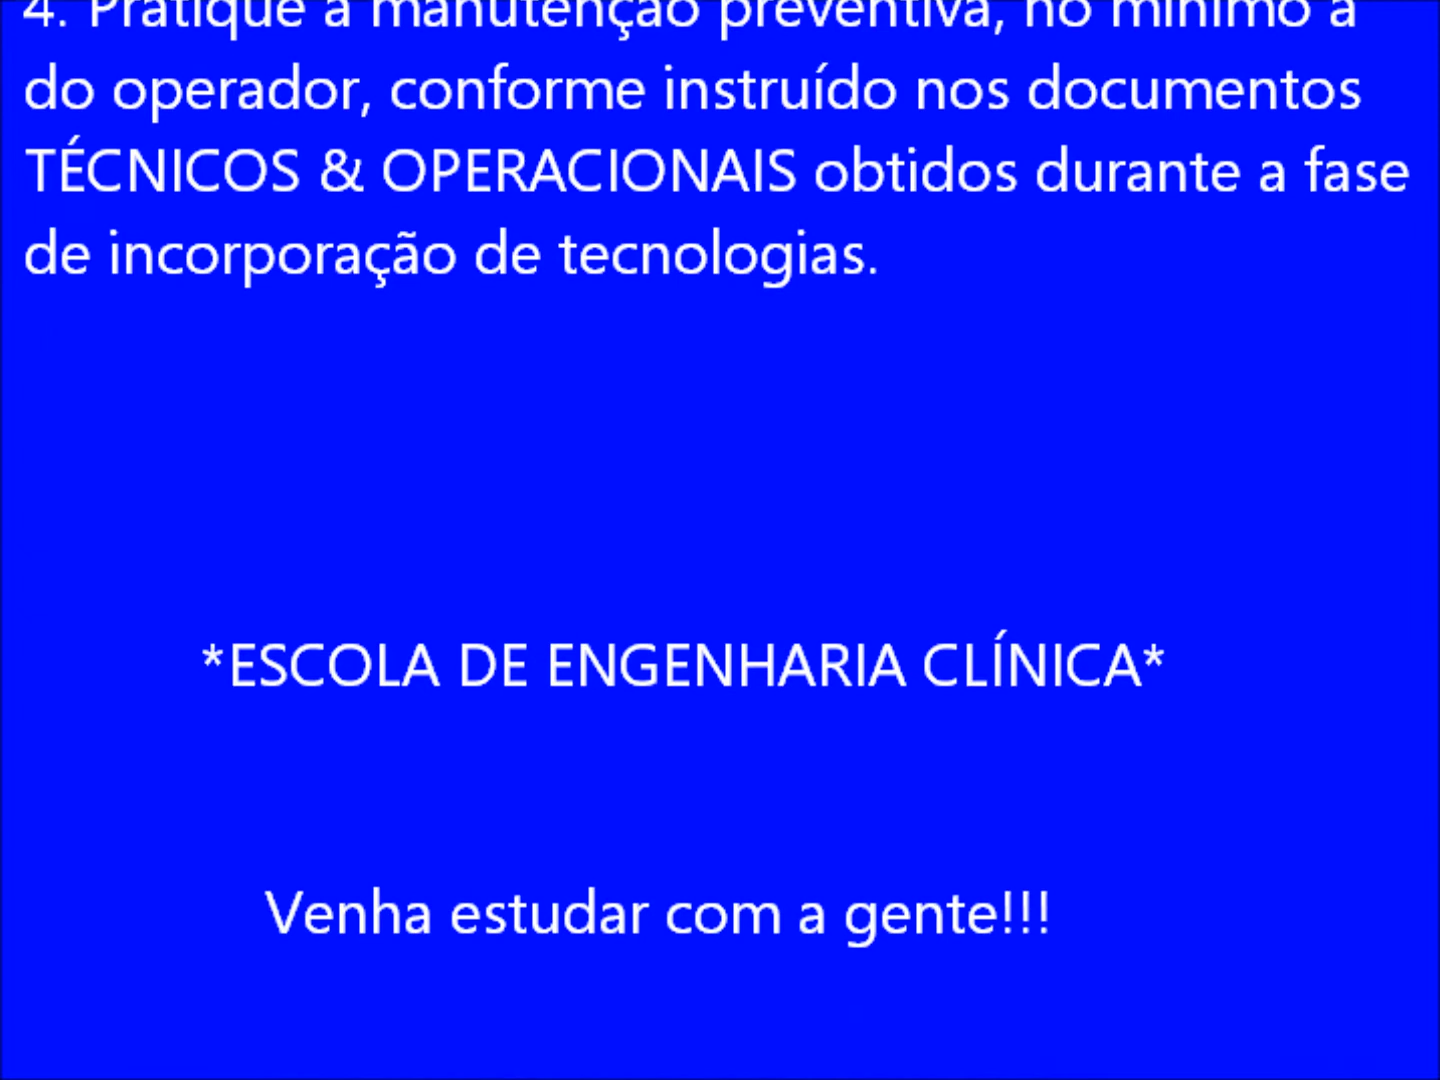 4. Pratique a manutenção preventiva, no mínimo a
do operador, conforme instruído nos documentos
TÉCNICOS & OPERACIONAIS obtidos durante a fase
de incorporação de tecnologias.
*ESCOLA DE ENGENHARIA CLÍNICA*
Venha estudar com a gente!!!